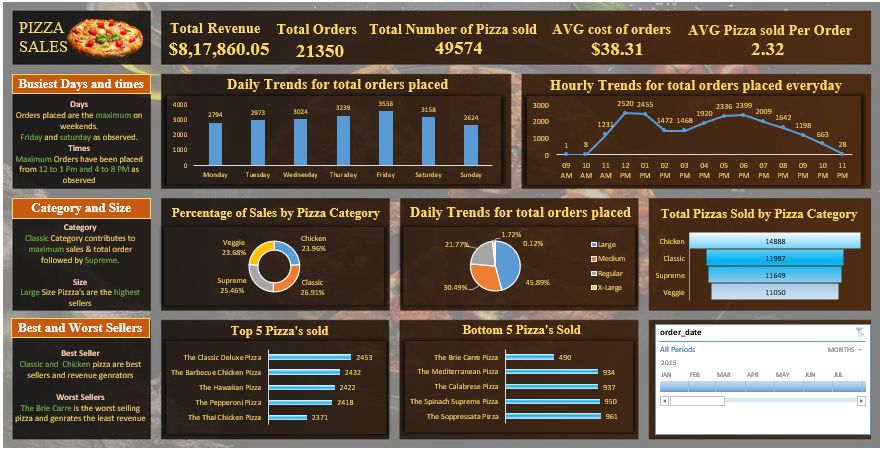 PIZZA
SALES
Total Revenue
$8,17,860.05
Total Orders
21350
Total Number of Pizza sold
49574
AVG cost of orders
$38.31
AVG Pizza sold Per Order
2.32
Busiest Days and times
Days
Orders placed are the maximum on
weekends.
Friday and saturday as observed.
Times
Maximum Orders have been placed
from 12 to 1 Pm and 4 to 8 PM as
observed
Daily Trends for total orders placed
4000
3000
2000
1000
0
2794
2973
3024
3239
3538
3158
2624
Monday
Tuesday
Wednesday
Thursday
Friday
Saturday
Sunday
Hourly Trends for total orders placed everyday
3000
2000
1000
0
1
8
1231
2520
2455
1472
1468
1920
2336
2399
2009
1642
1198
663
28
09 10 11 12 01 02 03 04 05 06 07 08 09 10 11
AM AM AM PM PM PM PM PM PM PM PM PM PM PM PM
Category and Size
Category
Classic Category contributes to
maximum sales & total order
followed by Supreme.
Size
Large Size Pizzza's are the highest
sellers
Percentage of Sales by Pizza Category
Veggie
23.68%
Chicken
23.96%
Supreme
25.46%
Classic
26.91%
Daily Trends for total orders placed
1.72%
0.12%
21.77%
30.49%
45.89%
Large
Medium
Regular
X-Large
Total Pizzas Sold by Pizza Category
Chicken 14888
Classic 11987
Supreme 11649
Veggie 11050
Best and Worst Sellers
Best Seller
Classic and Chicken pizza are best
sellers and revenue genrators
Worst Sellers
The Brie Carre is the worst selling
pizza and genrates the least revenue
Top 5 Pizza's sold
The Classic Deluxe Pizza 2453
The Barbecue Chicken Pizza 2432
The Hawaiian Pizza 2422
The Pepperoni Pizza 2418
The Thai Chicken Pizza 2371
Bottom 5 Pizza's Sold
The Brie Carre Pizza 490
The Mediterranean Pizza 934
The Calabrese Pizza 937
The Spinach Supreme Pizza 950
The Soppressata Pizza 961
order_date
All Periods
MONTHS
2015
JAN FEB MAR APR MAY JUN JUL